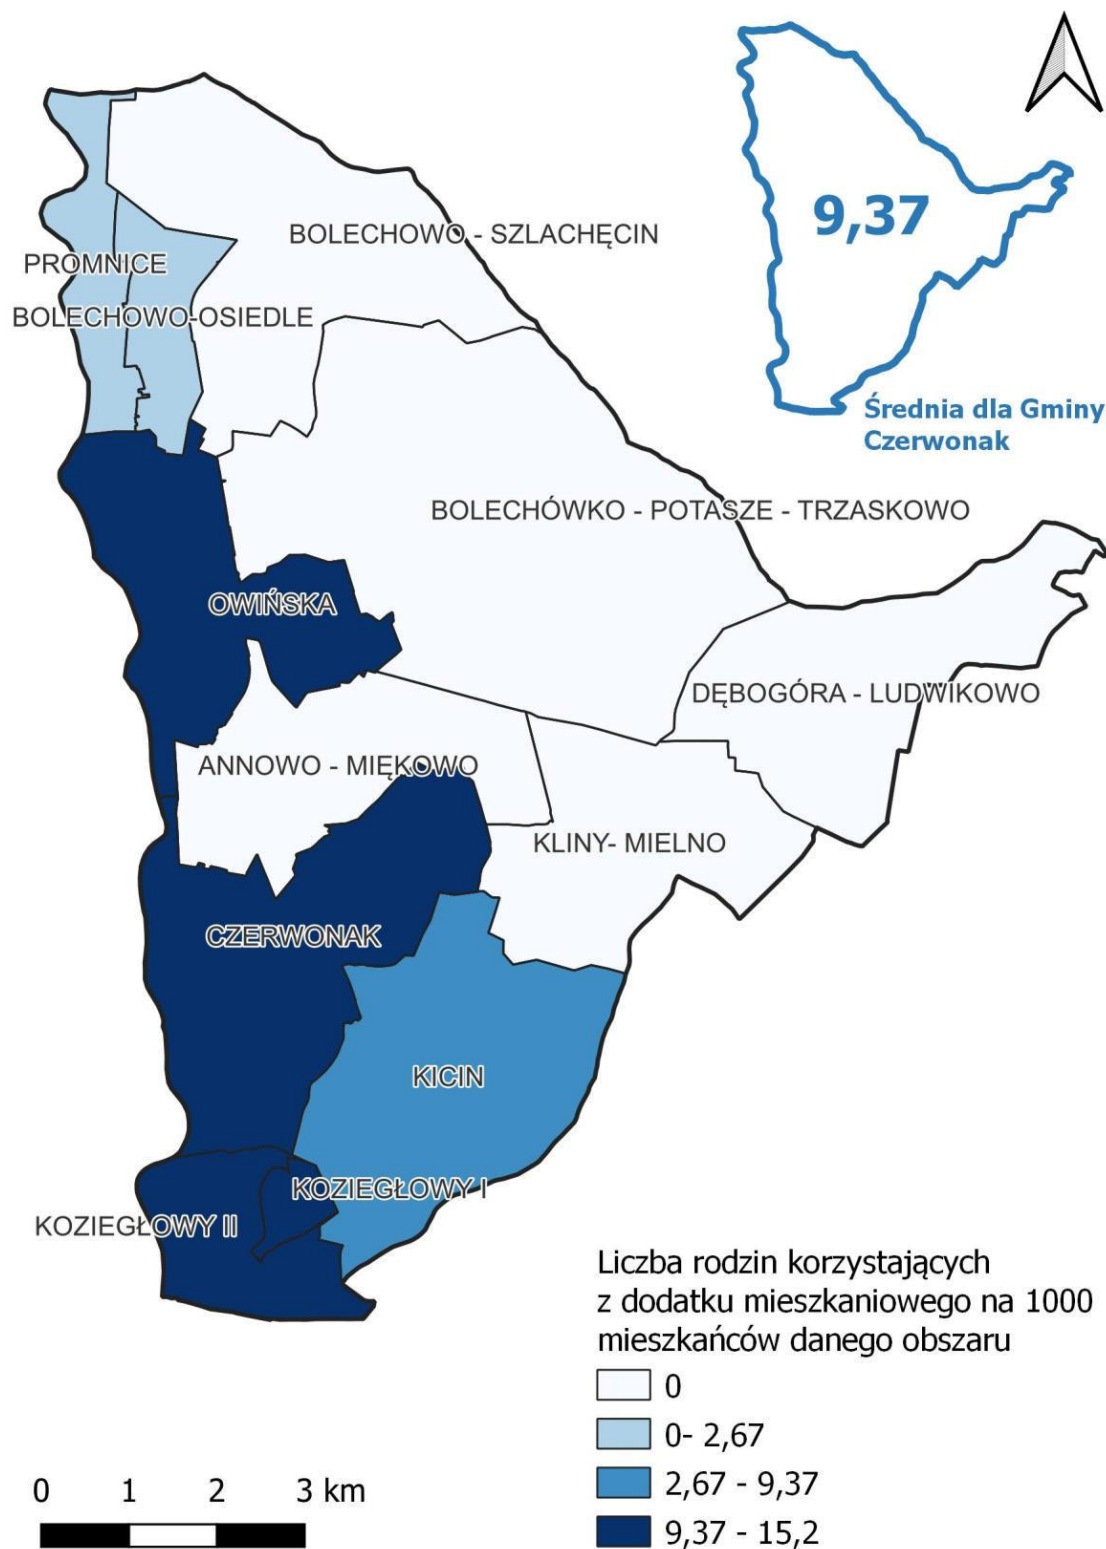 9,37
Średnia dla Gminy
Czerwonak
BOLECHOWO - SZLACHĘCIN
PROMNICE
BOLECHOWO-OSIEDLE
BOLECHÓWKO - POTASZE - TRZASKOWO
OWIŃSKA
DĘBOGÓRA - LUDWIKOWO
ANNOWO - MIĘKOWO
KLINY- MIELNO
CZERWONAK
KICIN
KOZIEGŁOWY I
KOZIEGŁOWY II
Liczba rodzin korzystających
z dodatku mieszkaniowego na 1000
mieszkańców danego obszaru
0
0- 2,67
2,67 - 9,37
9,37 - 15,2
0 1 2 3 km